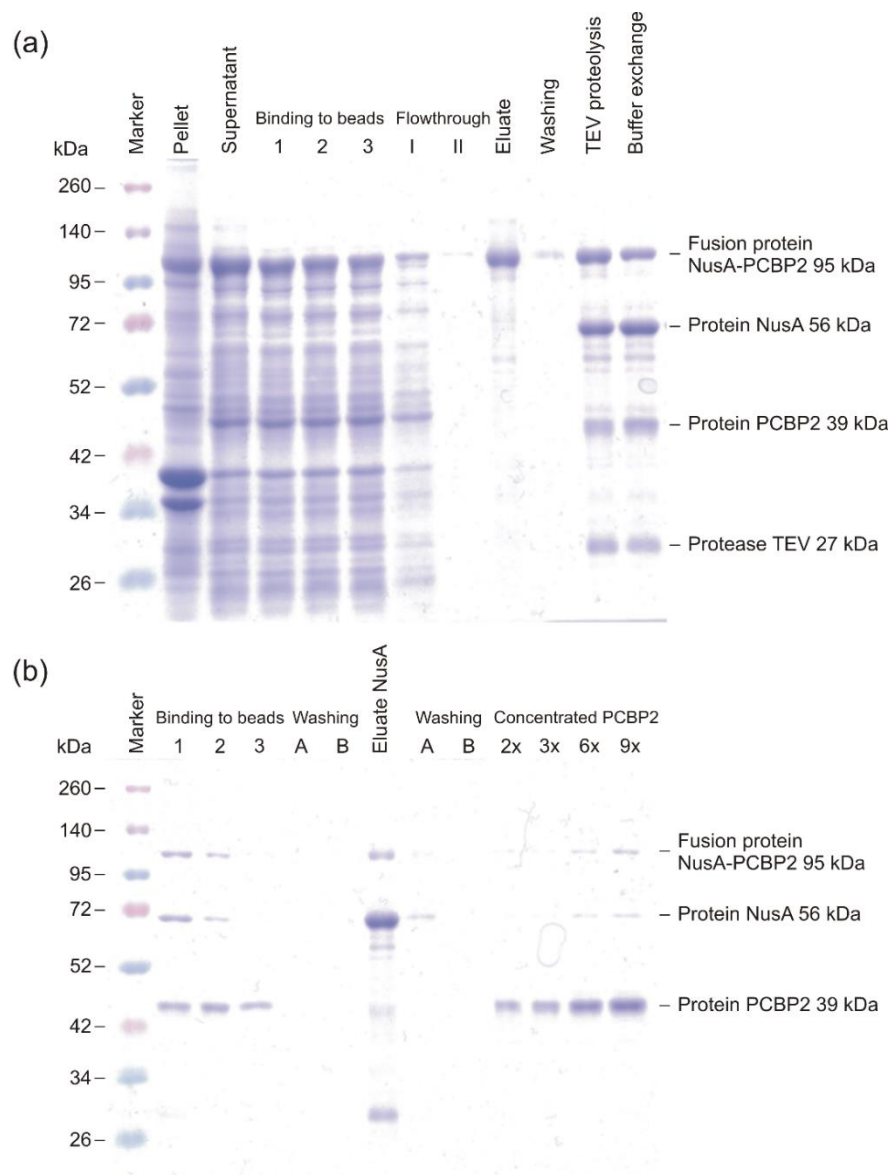 (a)
Marker
Pellet
Supernatant
Binding to beads
1 2 3
Flowthrough
I II
Eluate
Washing
TEV proteolysis
Buffer exchange
kDa
260
140
95
72
52
42
34
26
Fusion protein
NusA-PCBP2 95 kDa
Protein NusA 56 kDa
Protein PCBP2 39 kDa
Protease TEV 27 kDa
(b)
Marker
Binding to beads
1 2 3
Washing
A B
Eluate NusA
Washing
A B
Concentrated PCBP2
2x 3x 6x 9x
kDa
260
140
95
72
52
42
34
26
Fusion protein
NusA-PCBP2 95 kDa
Protein NusA 56 kDa
Protein PCBP2 39 kDa